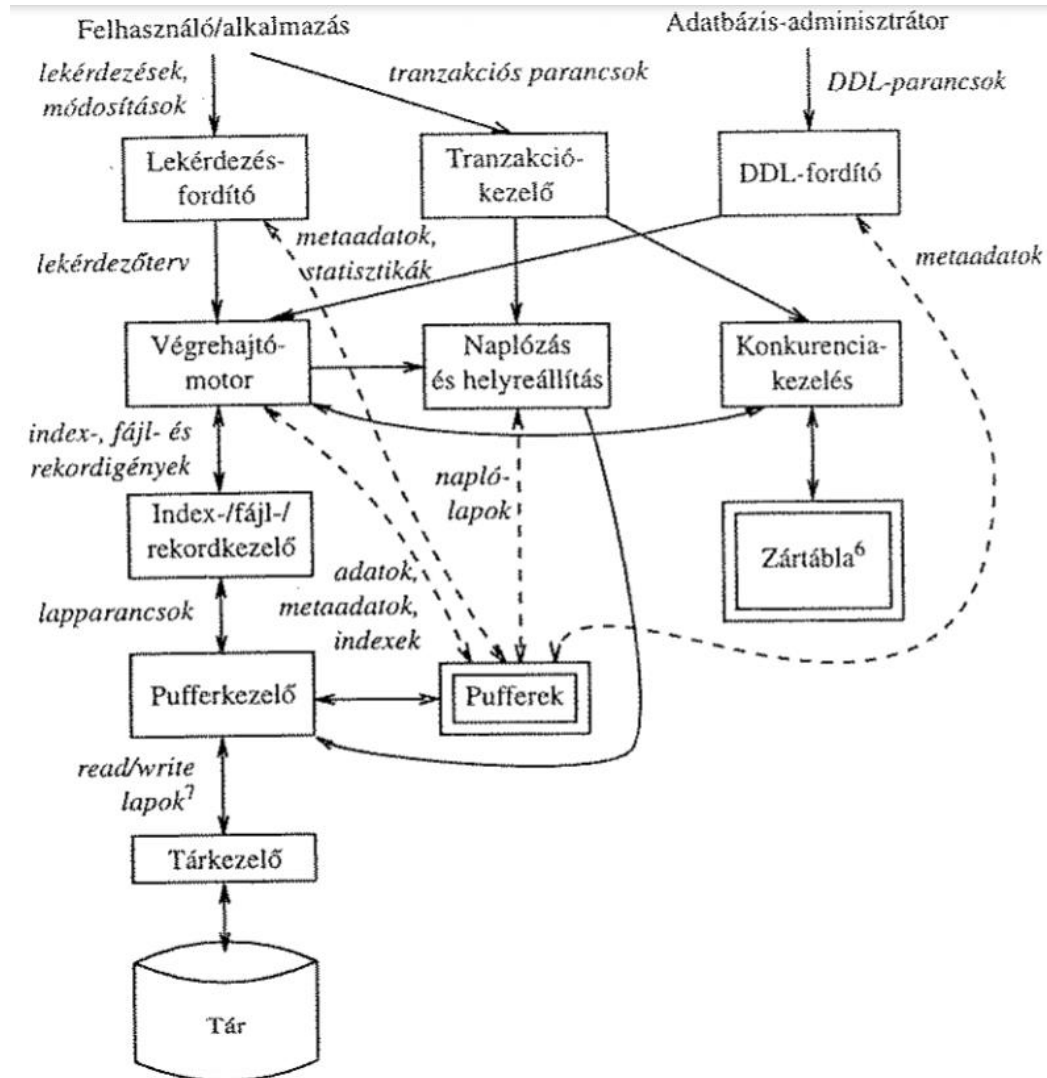 Felhasználó/alkalmazás
Adatbázis-adminisztrátor
lekérdezések,
módosítások
tranzakciós parancsok
DDL-parancsok
Lekérdezés-
fordító
Tranzakció-
kezelő
DDL-fordító
lekérdezőterv
metaadatok,
statisztikák
metaadatok
Végrehajtó-
motor
Naplózás
és helyreállítás
Konkurencia-
kezelés
index-, fájl- és
rekordigények
napló-
lapok
Index-/fájl-/
rekordkezelő
Zártábla⁶
lapparancsok
adatok,
metaadatok,
indexek
Pufferkezelő
Pufferek
read/write
lapok⁷
Tárkezelő
Tár